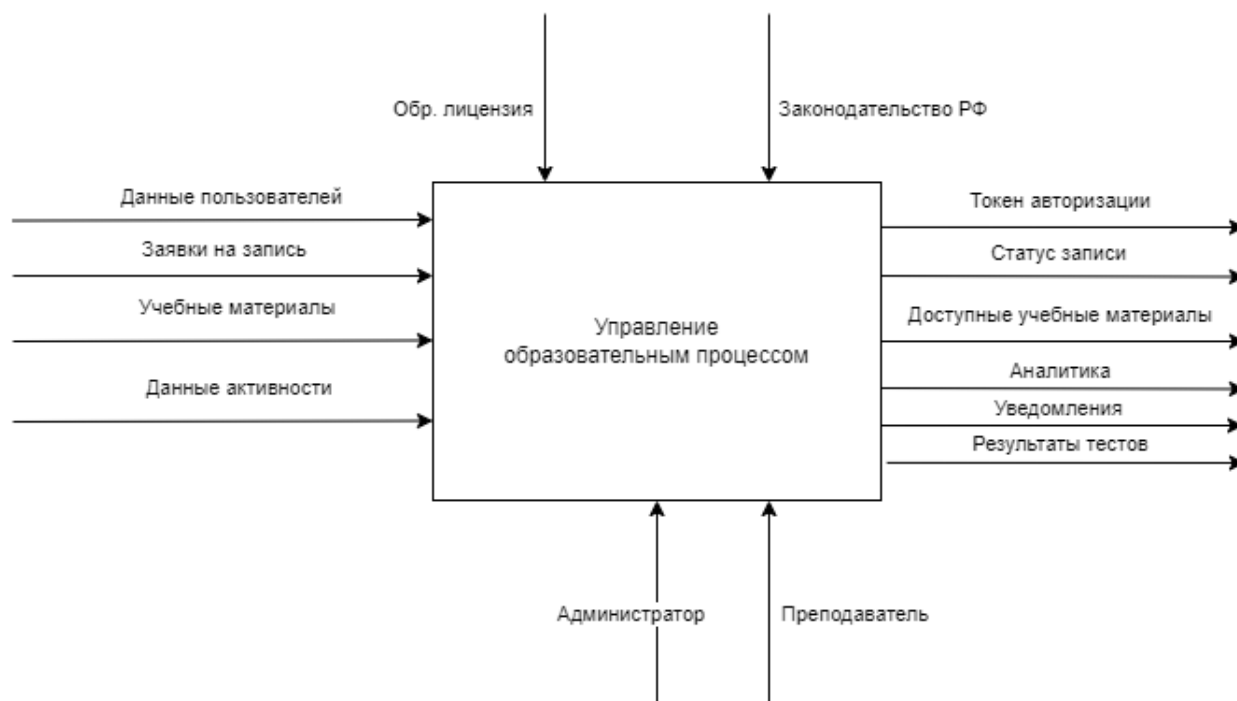 Обр. лицензия
Законодательство РФ
Данные пользователей
Заявки на запись
Учебные материалы
Данные активности
Управление
образовательным процессом
Токен авторизации
Статус записи
Доступные учебные материалы
Аналитика
Уведомления
Результаты тестов
Администратор
Преподаватель